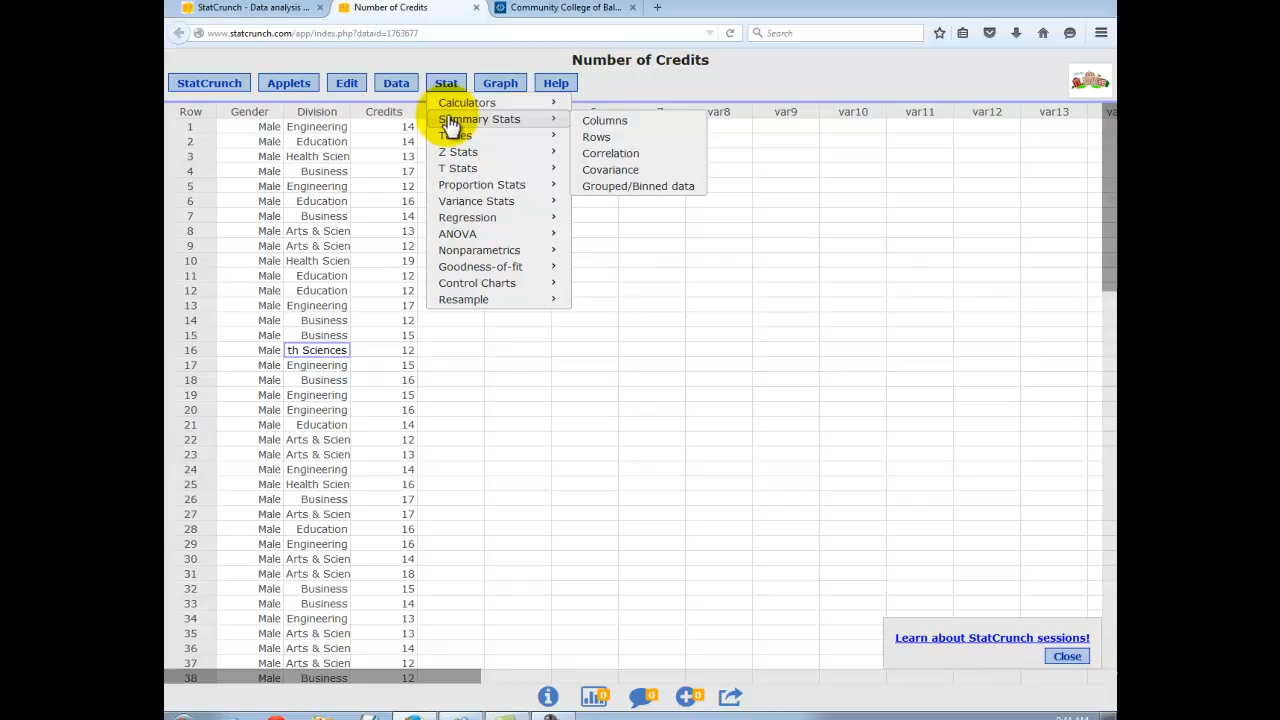 StatCrunch - Data analysis ...
Number of Credits
Community College of Bal...
www.statcrunch.com/app/index.php?dataid=1763677
Search
Number of Credits
StatCrunch Applets Edit Data Stat Graph Help
Row Gender Division Credits var8 var9 var10 var11 var12 var13
Calculators
Summary Stats
Z Stats
T Stats
Proportion Stats
Variance Stats
Regression
ANOVA
Nonparametrics
Goodness-of-fit
Control Charts
Resample
Columns
Rows
Correlation
Covariance
Grouped/Binned data
1 Male Engineering 14
2 Male Education 14
3 Male Health Scien 13
4 Male Business 17
5 Male Engineering 12
6 Male Education 16
7 Male Business 14
8 Male Arts & Scien 13
9 Male Arts & Scien 12
10 Male Health Scien 19
11 Male Education 12
12 Male Education 12
13 Male Engineering 17
14 Male Business 12
15 Male Business 15
16 Male th Sciences 12
17 Male Engineering 15
18 Male Business 16
19 Male Engineering 15
20 Male Engineering 16
21 Male Education 14
22 Male Arts & Scien 12
23 Male Arts & Scien 13
24 Male Engineering 14
25 Male Health Scien 17
26 Male Business 17
27 Male Arts & Scien 17
28 Male Education 16
29 Male Engineering 16
30 Male Arts & Scien 14
31 Male Arts & Scien 18
32 Male Business 15
33 Male Business 14
34 Male Engineering 13
35 Male Arts & Scien 13
36 Male Arts & Scien 14
37 Male Arts & Scien 12
38 Male Business 12
Learn about StatCrunch sessions!
Close
0 0 0